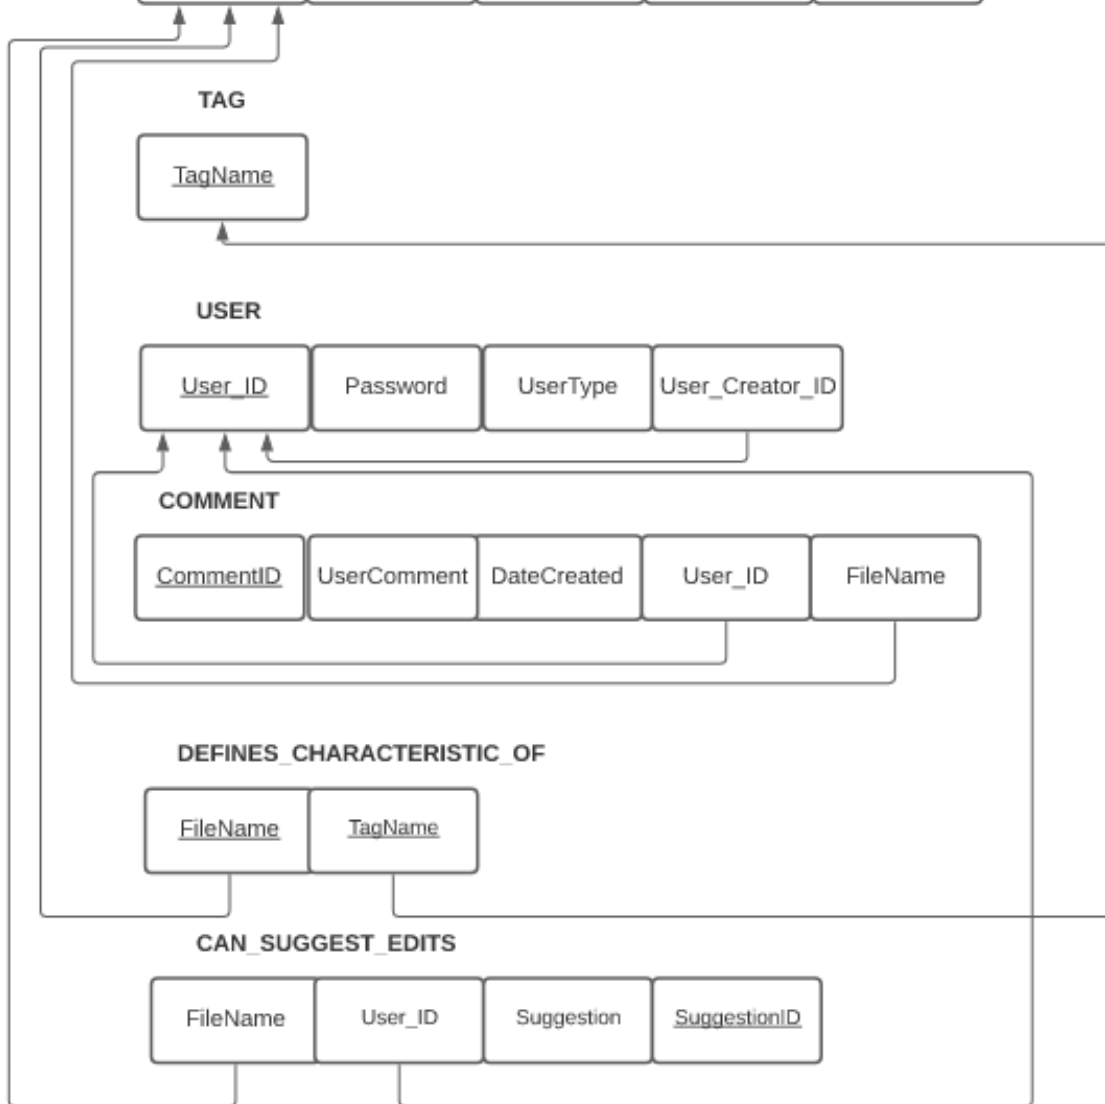 TAG
TagName
USER
User_ID Password UserType User_Creator_ID
COMMENT
CommentID UserComment DateCreated User_ID FileName
DEFINES_CHARACTERISTIC_OF
FileName TagName
CAN_SUGGEST_EDITS
FileName User_ID Suggestion SuggestionID